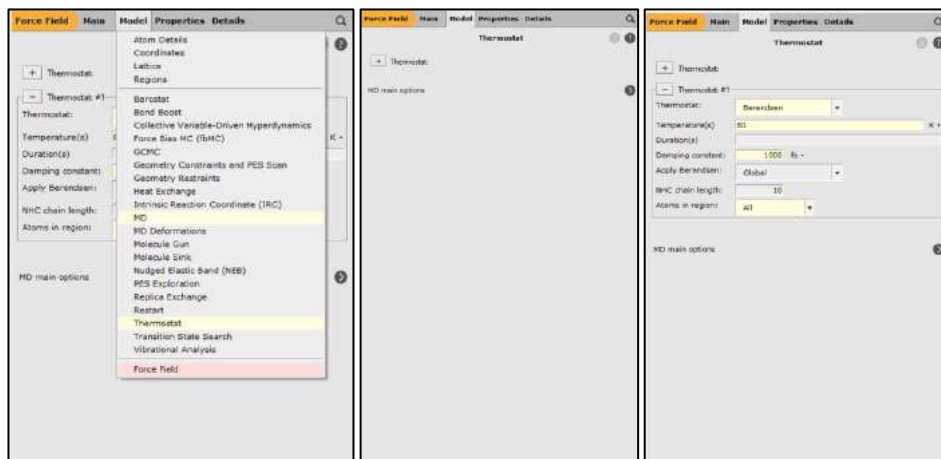 Force Field Main Model Properties Details
Atom Details
Coordinates
Lattice
Regions
Barostat
Bond Boost
Collective Variable-Driven Hyperdynamics
Force Bias MC (fbMC)
GCMC
Geometry Constraints and PES Scan
Geometry Restraints
Heat Exchange
Intrinsic Reaction Coordinate (IRC)
MD
MD Deformations
Molecule Gun
Molecule Sink
Nudged Elastic Band (NEB)
PES Exploration
Replica Exchange
Restart
Thermostat
Transition State Search
Vibrational Analysis
Force Field
+ Thermostat
− Thermostat #1
Thermostat:
Temperature(s) K
Duration(s)
Damping constant:
Apply Berendsen:
NHC chain length:
Atoms in region:
MD main options
Force Field Main Model Properties Details
Thermostat
+ Thermostat
MD main options
Force Field Main Model Properties Details
Thermostat
+ Thermostat
− Thermostat #1
Thermostat: Berendsen
Temperature(s) 50 K
Duration(s)
Damping constant: 1000 fs
Apply Berendsen: Global
NHC chain length: 10
Atoms in region: All
MD main options